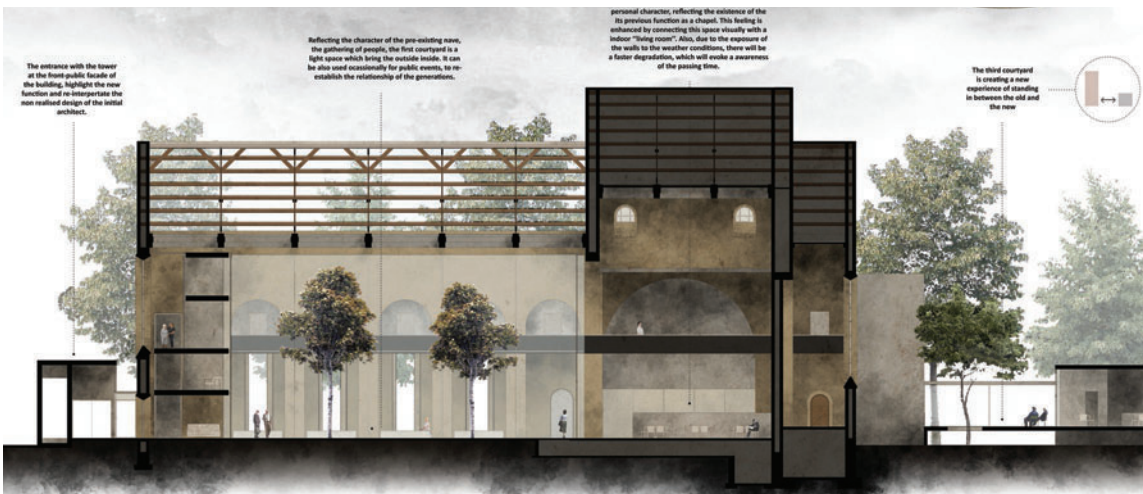 The entrance with the tower
at the front-public facade of
the building, highlight the new
function and re-interpertate the
non realised design of the initial
architect.
Reflecting the character of the pre-existing nave,
the gathering of people, the first courtyard is a
light space which bring the outside inside. It can
be also used ocassionally for public events, to re-
establish the relationship of the generations.
personal character, reflecting the existence of the
its previous function as a chapel. This feeling is
enhanced by connecting this space visually with a
indoor "living room". Also, due to the exposure of
the walls to the weather conditions, there will be
a faster degradation, which will evoke a awareness
of the passing time.
The third courtyard
is creating a new
experience of standing
in between the old and
the new